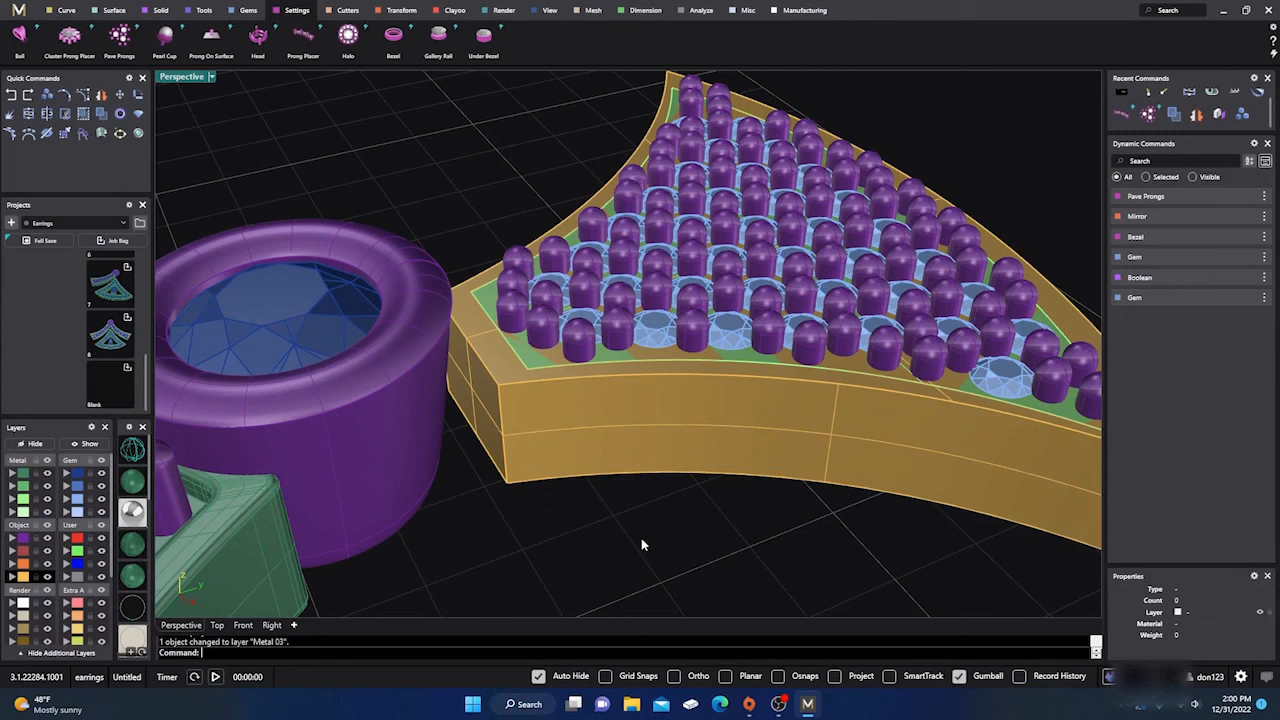 Curve Surface Solid Tools Gems Settings Cutters Transform Clayoo Render View Mesh Dimension Analyze Misc Manufacturing Search
Bail Cluster Prong Placer Pave Prongs Pearl Cup Prong On Surface Head Prong Placer Halo Bezel Gallery Rail Under Bezel
Quick Commands
Perspective
Recent Commands
Dynamic Commands
Search
All Selected Visible
Pave Prongs
Mirror
Bezel
Gem
Boolean
Gem
Projects
Earrings
Full Save Job Bag
6
7
8
Blank
Layers
Hide Show
Metal Gem
Object User
Render Extra A
Hide Additional Layers
z
y
x
Properties
Type -
Count 0
Layer -
Material -
Weight 0
Perspective Top Front Right
1 object changed to layer "Metal 03".
Command:
3.1.22284.1001 earrings Untitled Timer 00:00:00 Auto Hide Grid Snaps Ortho Planar Osnaps Project SmartTrack Gumball Record History don123
48°F
Mostly sunny
Search
2:00 PM
12/31/2022